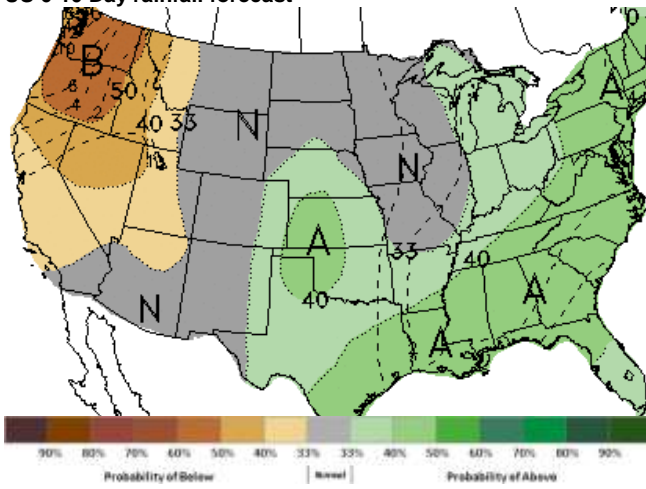 US 6-10 Day rainfall forecast
B
50
40 33
N
A
N
A
33
40
40
N
A
A
90% 80% 70% 60% 50% 40% 33% 33% 40% 50% 60% 70% 80% 90%
Probability of Below Normal Probability of Above